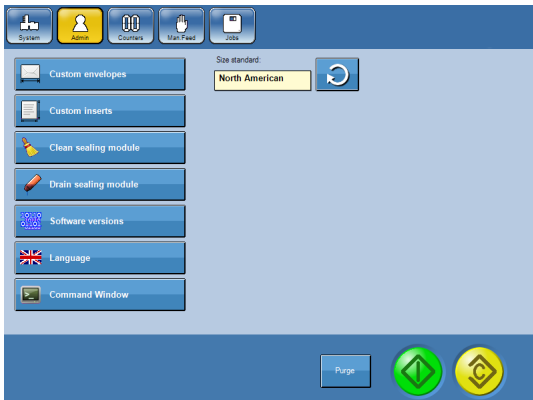 System
Admin
Counters
Man.Feed
Jobs
Size standard:
North American
Custom envelopes
Custom inserts
Clean sealing module
Drain sealing module
Software versions
Language
>_
Command Window
Purge
C